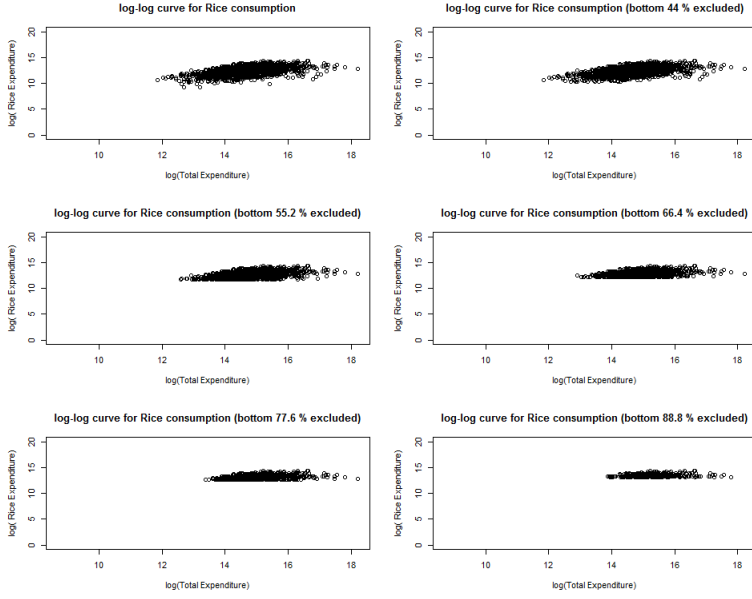 log-log curve for Rice consumption
log( Rice Expenditure)
20
15
10
5
0
10 12 14 16 18
log(Total Expenditure)
log-log curve for Rice consumption (bottom 44 % excluded)
log( Rice Expenditure)
20
15
10
5
0
10 12 14 16 18
log(Total Expenditure)
log-log curve for Rice consumption (bottom 55.2 % excluded)
log( Rice Expenditure)
20
15
10
5
0
10 12 14 16 18
log(Total Expenditure)
log-log curve for Rice consumption (bottom 66.4 % excluded)
log( Rice Expenditure)
20
15
10
5
0
10 12 14 16 18
log(Total Expenditure)
log-log curve for Rice consumption (bottom 77.6 % excluded)
log( Rice Expenditure)
20
15
10
5
0
10 12 14 16 18
log(Total Expenditure)
log-log curve for Rice consumption (bottom 88.8 % excluded)
log( Rice Expenditure)
20
15
10
5
0
10 12 14 16 18
log(Total Expenditure)